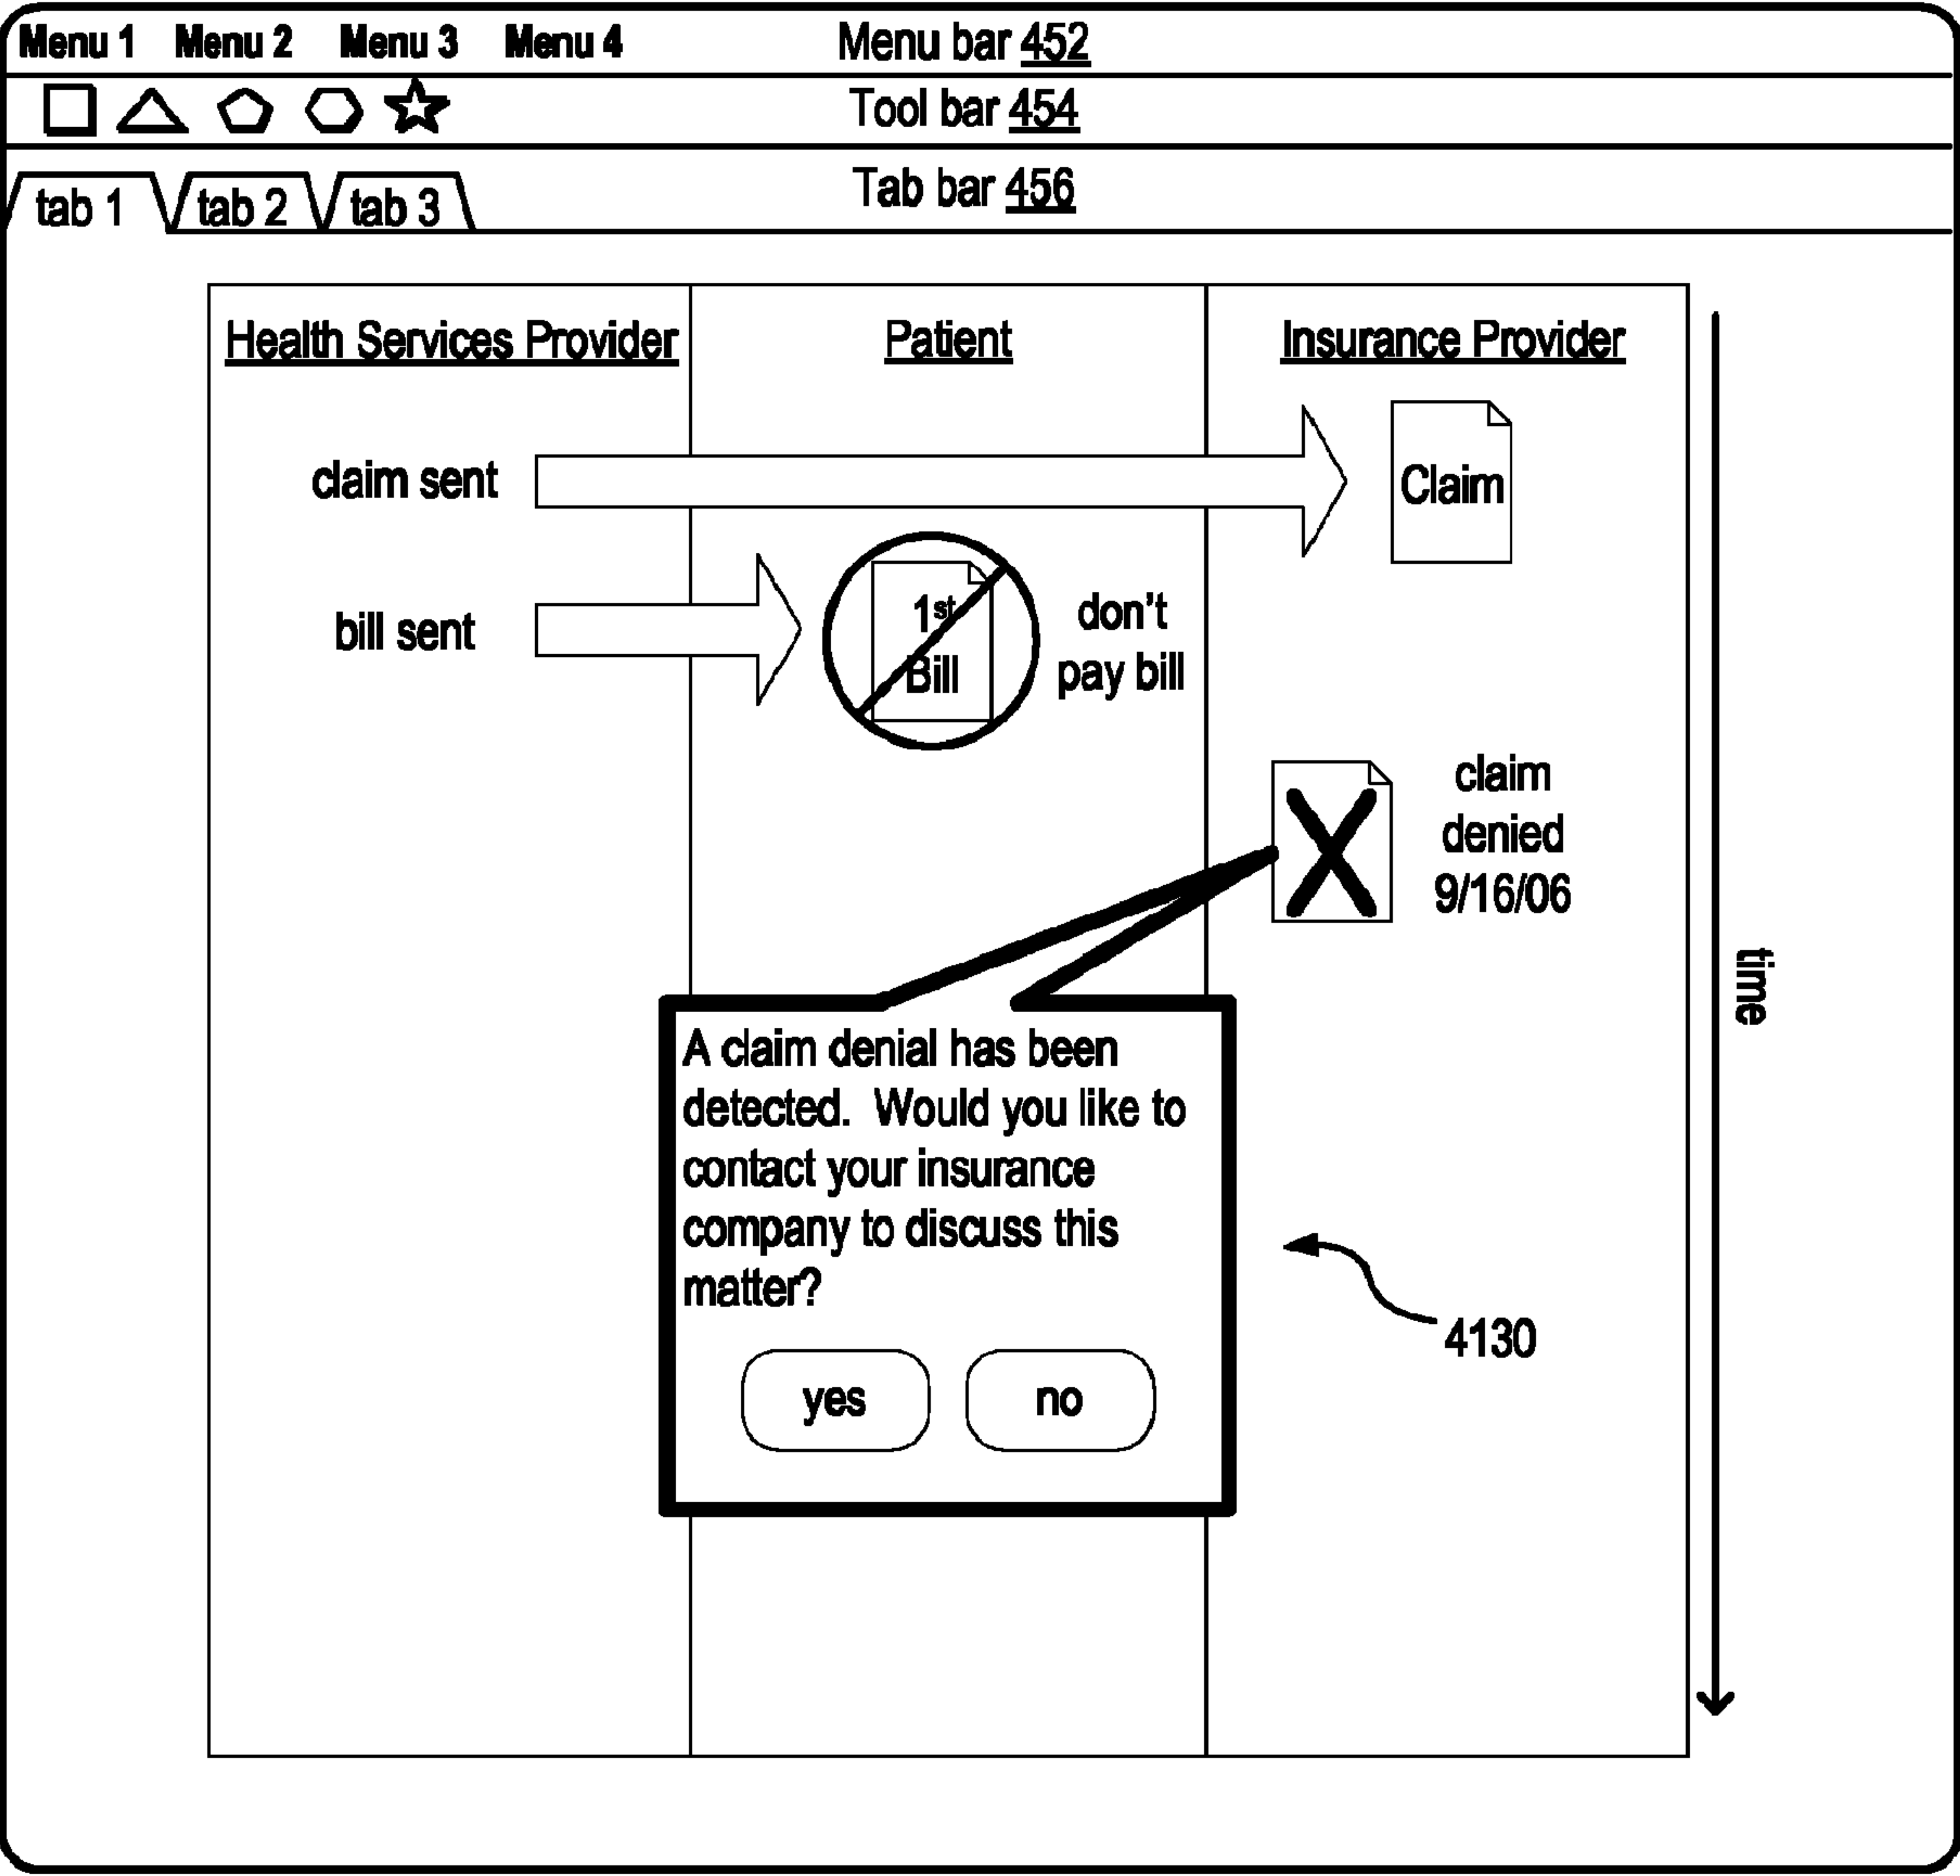 Menu 1 Menu 2 Menu 3 Menu 4 Menu bar 452
Tool bar 454
tab 1 tab 2 tab 3 Tab bar 456
Health Services Provider Patient Insurance Provider
claim sent
Claim
bill sent
1st
Bill
don't
pay bill
claim
denied
9/16/06
time
A claim denial has been
detected. Would you like to
contact your insurance
company to discuss this
matter?
yes no
4130